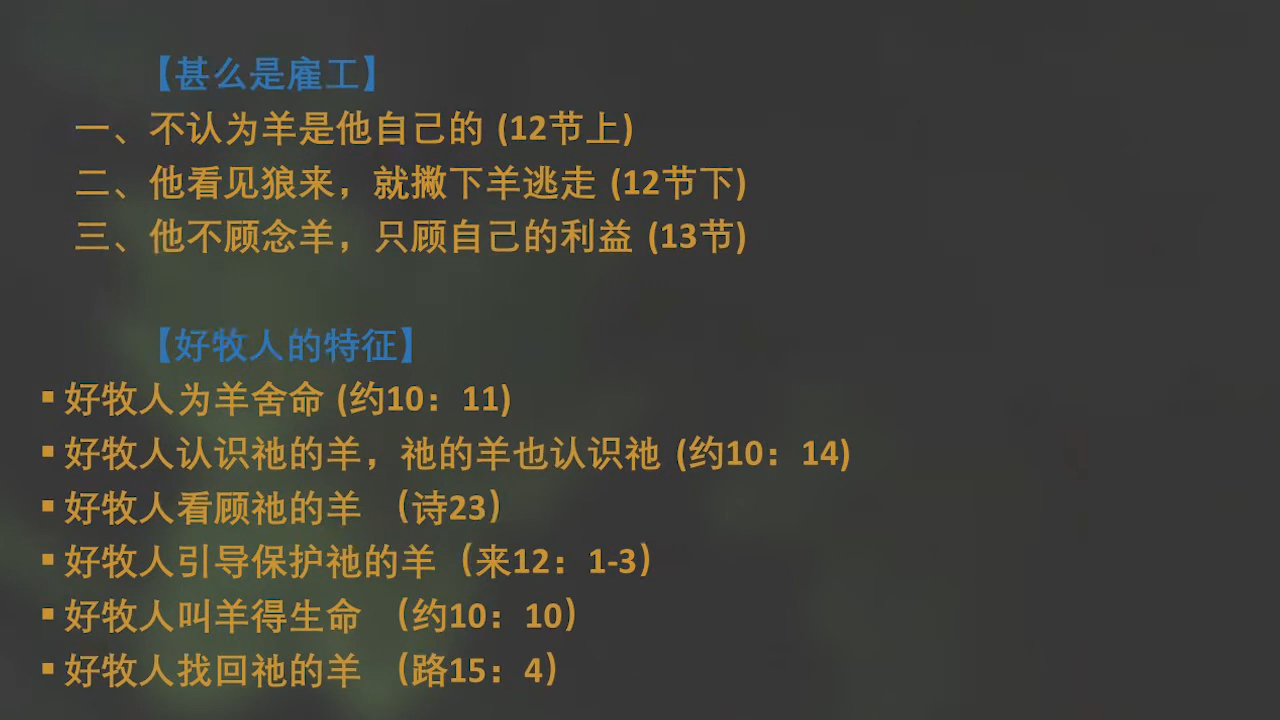 【甚么是雇工】
一、不认为羊是他自己的 (12节上)
二、他看见狼来，就撇下羊逃走 (12节下)
三、他不顾念羊，只顾自己的利益 (13节)
【好牧人的特征】
▪ 好牧人为羊舍命 (约10：11)
▪ 好牧人认识祂的羊，祂的羊也认识祂 (约10：14)
▪ 好牧人看顾祂的羊 （诗23）
▪ 好牧人引导保护祂的羊（来12：1-3）
▪ 好牧人叫羊得生命 （约10：10）
▪ 好牧人找回祂的羊 （路15：4）